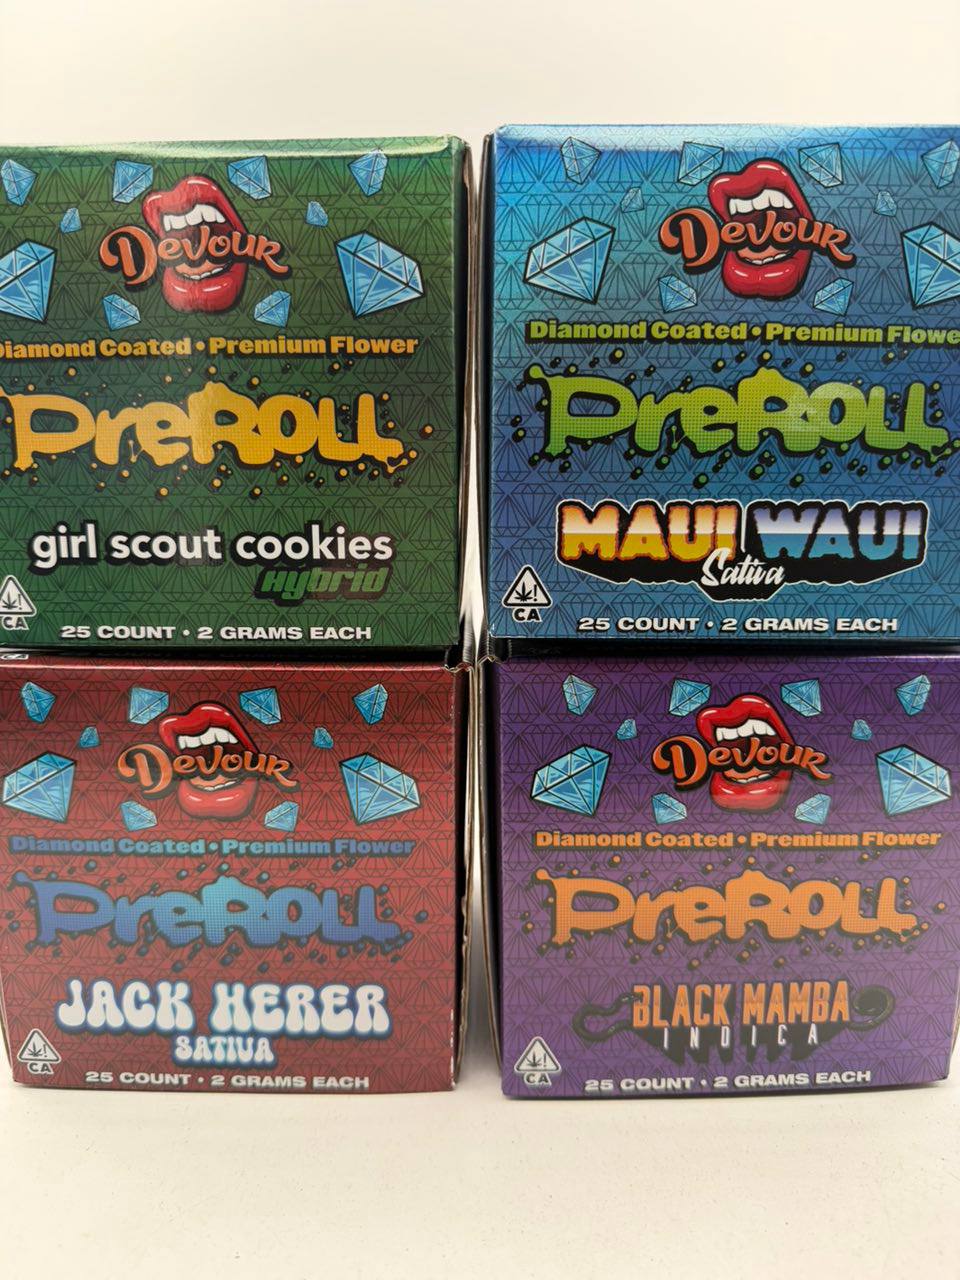 Devour
Diamond Coated • Premium Flower
PreRoll
girl scout cookies
Hybrid
CA
25 COUNT • 2 GRAMS EACH
Devour
Diamond Coated • Premium Flowe
PreRoll
MAUI WAUI
Sativa
CA
25 COUNT • 2 GRAMS EACH
Devour
Diamond Coated • Premium Flower
PreRoll
JACK HERER
SATIVA
CA
25 COUNT • 2 GRAMS EACH
Devour
Diamond Coated • Premium Flower
PreRoll
BLACK MAMBA
INDICA
CA
25 COUNT • 2 GRAMS EACH